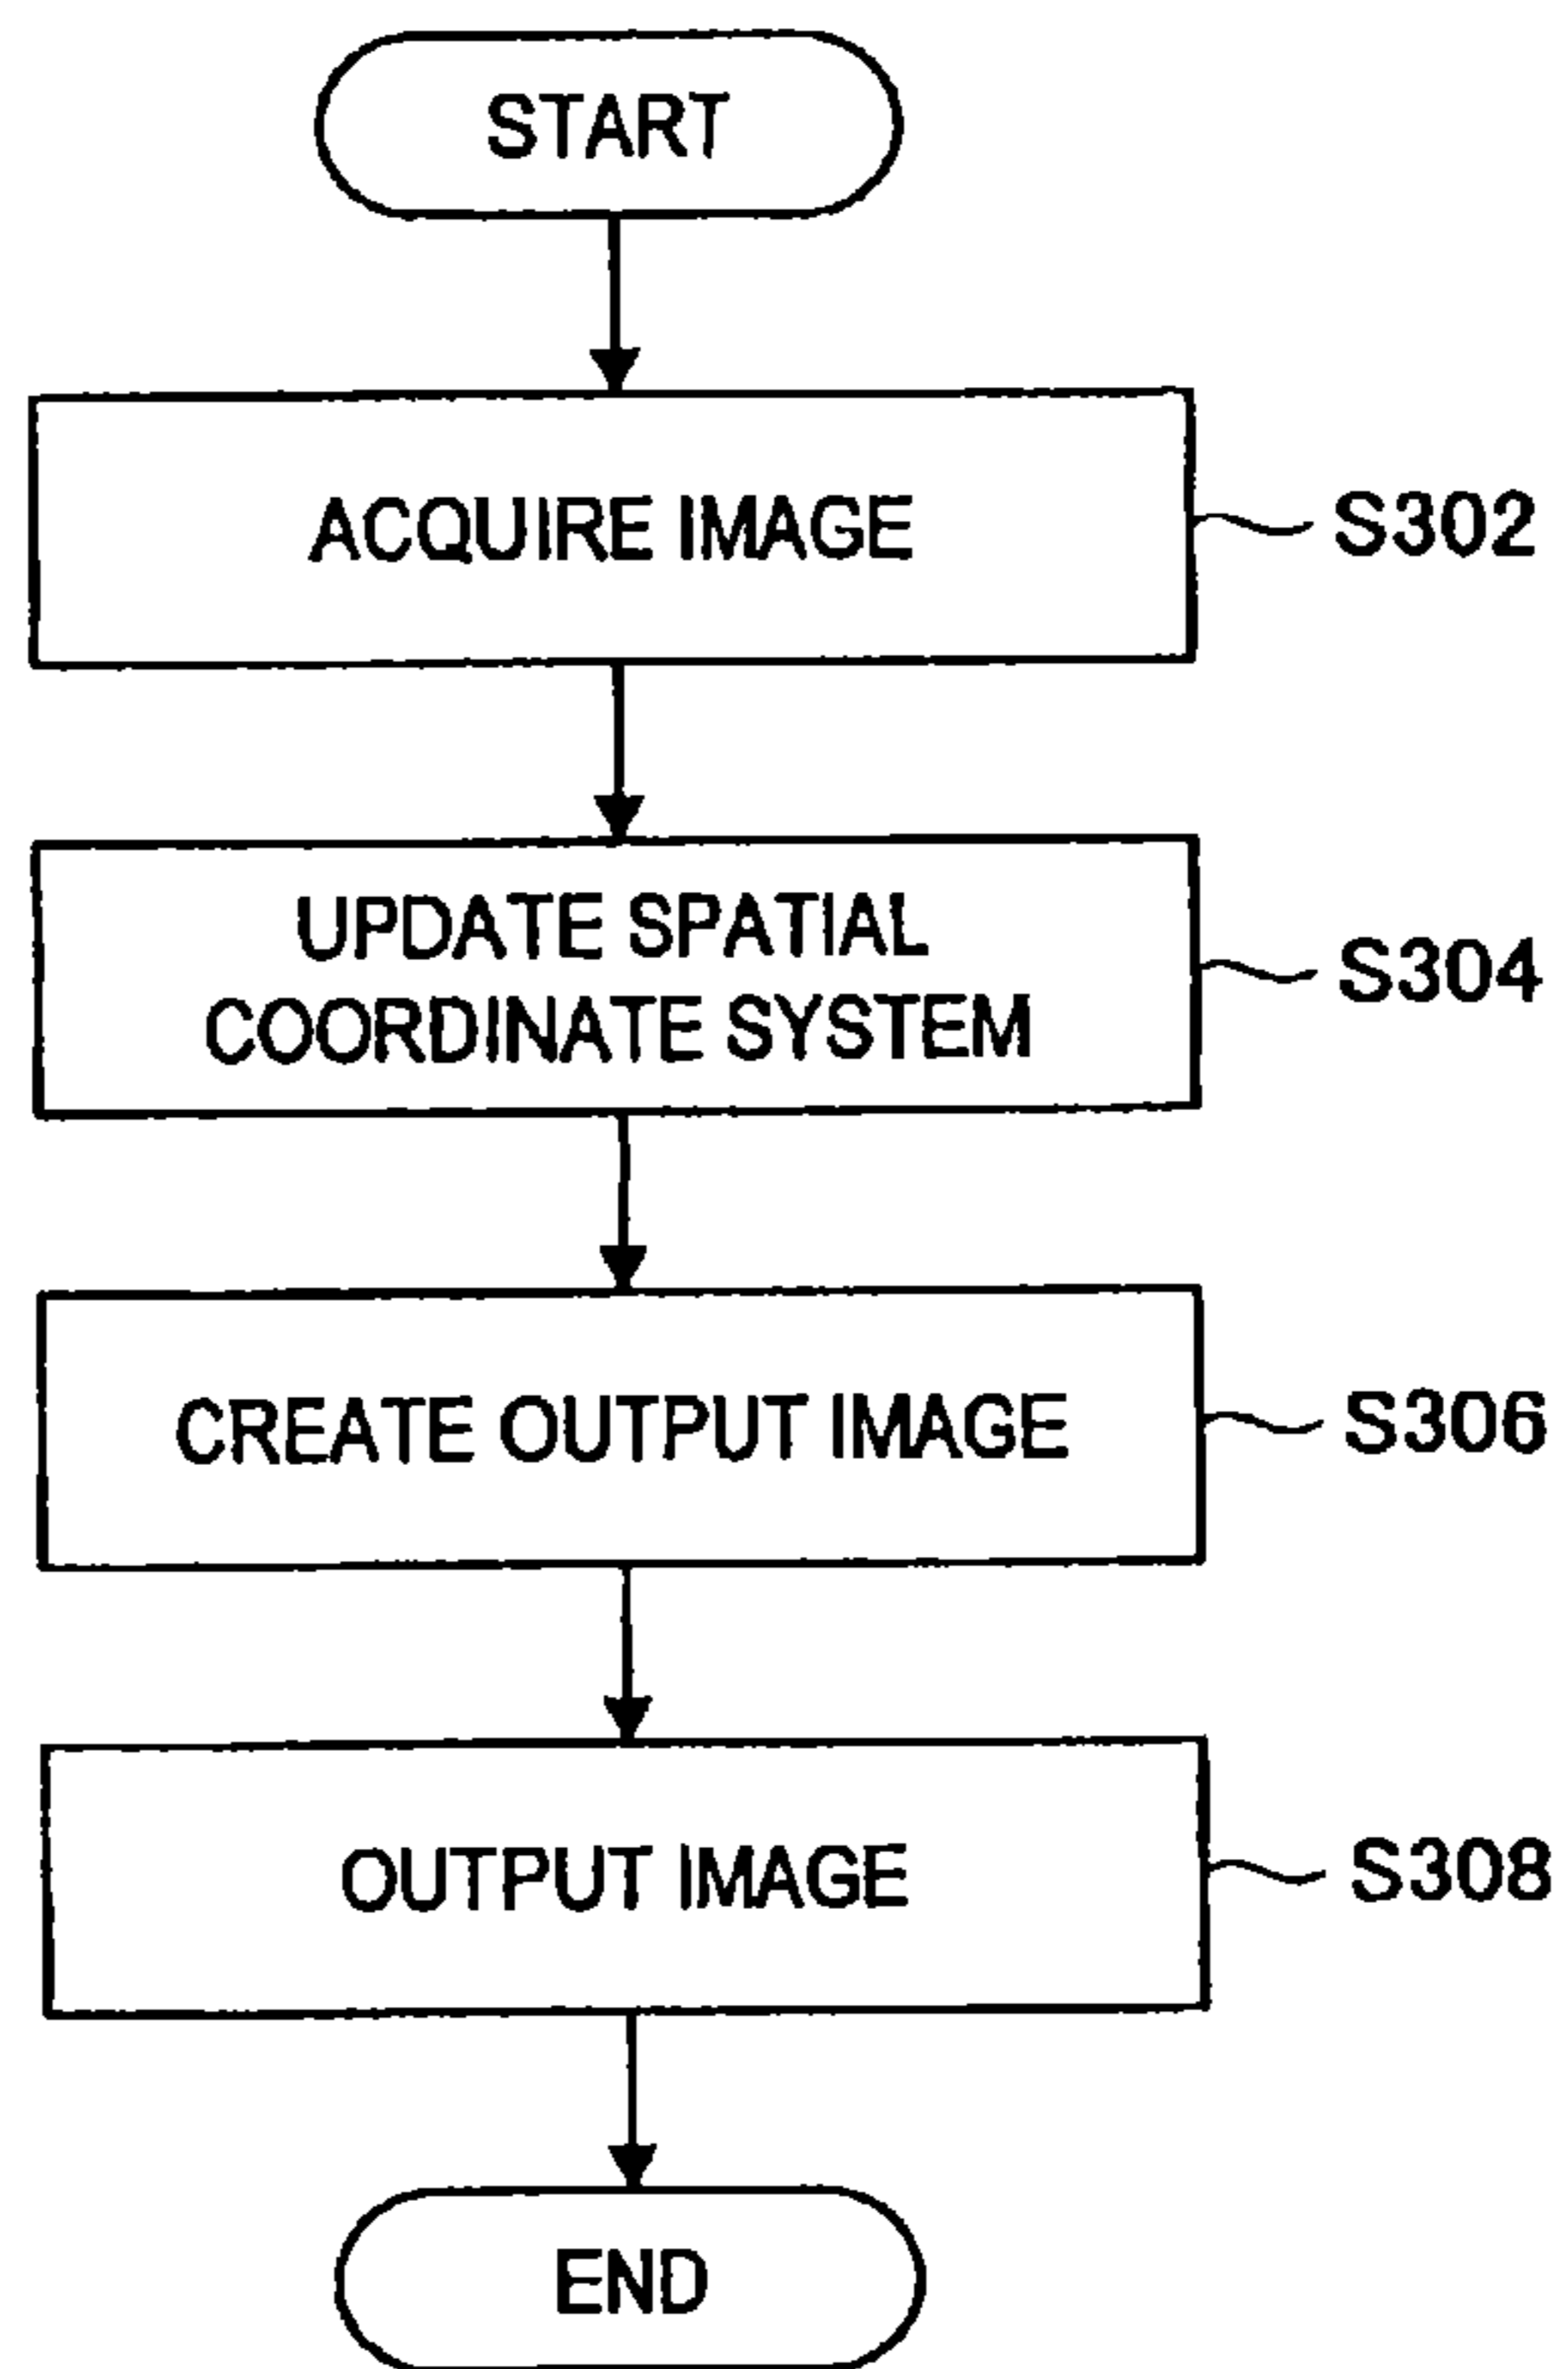 START
ACQUIRE IMAGE
S302
UPDATE SPATIAL
COORDINATE SYSTEM
S304
CREATE OUTPUT IMAGE
S306
OUTPUT IMAGE
S308
END